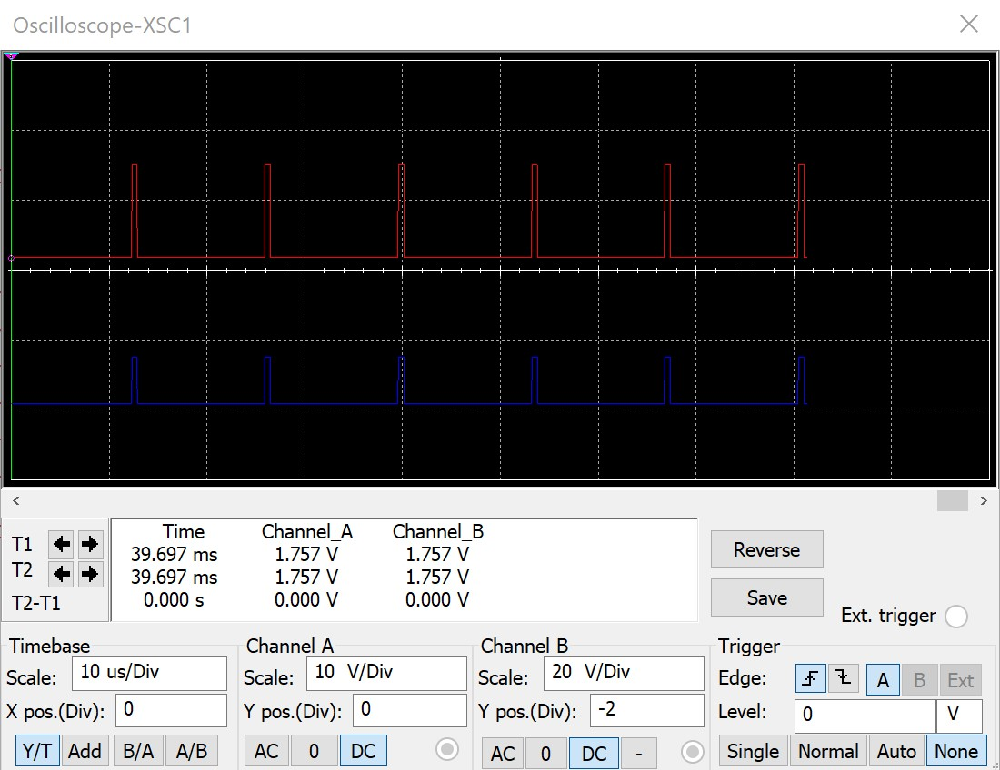 Oscilloscope-XSC1
Time Channel_A Channel_B
T1 39.697 ms 1.757 V 1.757 V
T2 39.697 ms 1.757 V 1.757 V
T2-T1 0.000 s 0.000 V 0.000 V
Reverse
Save
Ext. trigger
Timebase
Scale: 10 us/Div
X pos.(Div): 0
Y/T Add B/A A/B
Channel A
Scale: 10 V/Div
Y pos.(Div): 0
AC 0 DC
Channel B
Scale: 20 V/Div
Y pos.(Div): -2
AC 0 DC -
Trigger
Edge: A B Ext
Level: 0 V
Single Normal Auto None